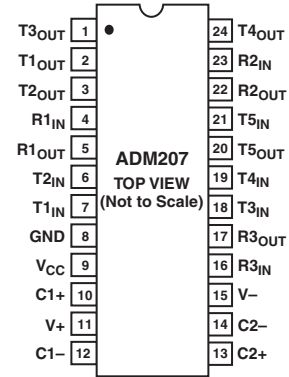 T3OUT 1
24 T4OUT
T1OUT 2
23 R2IN
T2OUT 3
22 R2OUT
R1IN 4
21 T5IN
R1OUT 5
20 T5OUT
ADM207
T2IN 6
19 T4IN
TOP VIEW
T1IN 7
18 T3IN
(Not to Scale)
GND 8
17 R3OUT
VCC 9
16 R3IN
C1+ 10
15 V–
V+ 11
14 C2–
C1– 12
13 C2+